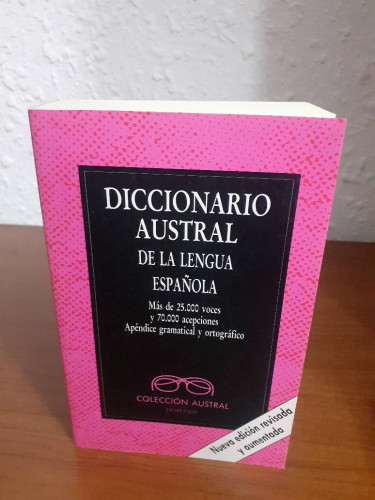 DICCIONARIO
AUSTRAL
DE LA LENGUA
ESPAÑOLA
Más de 25.000 voces
y 70.000 acepciones
Apéndice gramatical y ortográfico
COLECCIÓN AUSTRAL
Nueva edición revisada
y aumentada